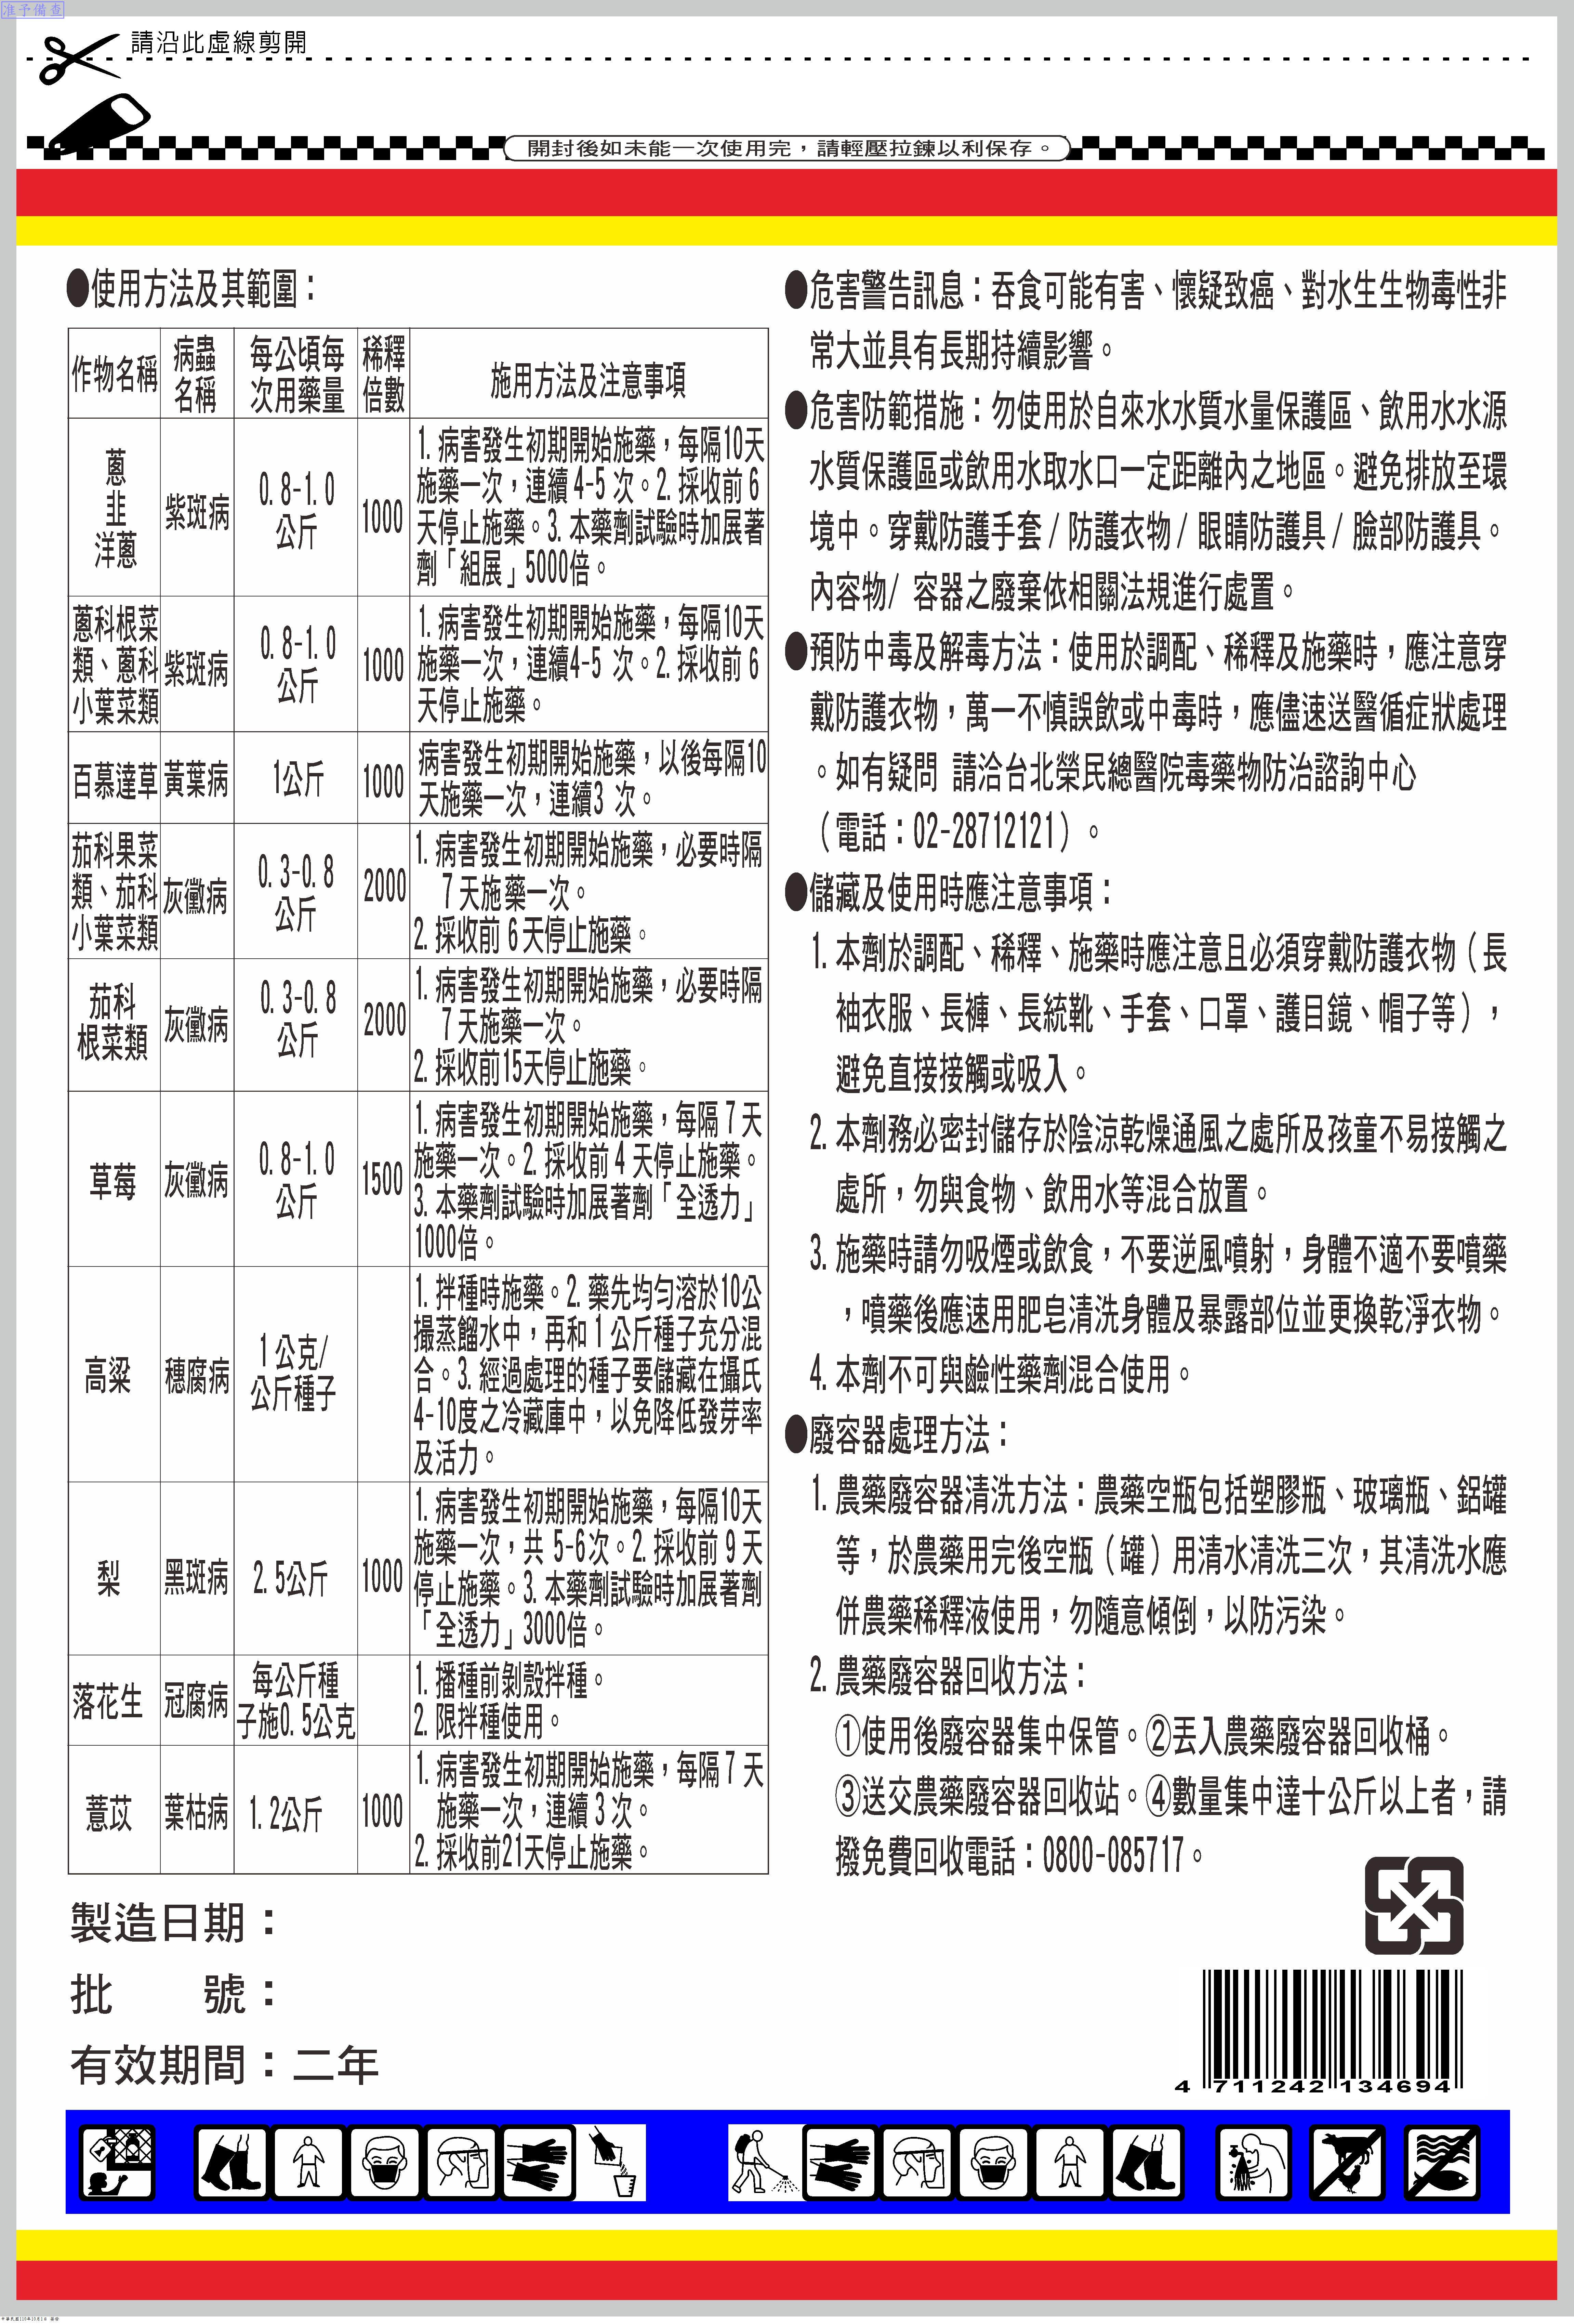 准予備查
請沿此虛線剪開
開封後如未能一次使用完，請輕壓拉鍊以利保存。
●使用方法及其範圍：
作物名稱 病蟲名稱 每公頃每次用藥量 稀釋倍數 施用方法及注意事項
蔥 韭 洋蔥 紫斑病 0.8-1.0公斤 1000
1. 病害發生初期開始施藥，每隔10天
施藥一次，連續 4-5 次。2. 採收前 6
天停止施藥。3. 本藥劑試驗時加展著
劑「組展」5000倍。
蔥科根菜類、蔥科小葉菜類 紫斑病 0.8-1.0公斤 1000
1. 病害發生初期開始施藥，每隔10天
施藥一次，連續4-5 次。2. 採收前 6
天停止施藥。
百慕達草 黃葉病 1公斤 1000
病害發生初期開始施藥，以後每隔10
天施藥一次，連續3 次。
茄科果菜類、茄科小葉菜類 灰黴病 0.3-0.8公斤 2000
1. 病害發生初期開始施藥，必要時隔
7 天施藥一次。
2. 採收前 6 天停止施藥。
茄科根菜類 灰黴病 0.3-0.8公斤 2000
1. 病害發生初期開始施藥，必要時隔
7 天施藥一次。
2. 採收前15天停止施藥。
草莓 灰黴病 0.8-1.0公斤 1500
1. 病害發生初期開始施藥，每隔 7 天
施藥一次。2. 採收前 4 天停止施藥。
3. 本藥劑試驗時加展著劑「全透力」
1000倍。
高粱 穗腐病 1 公克/公斤種子
1. 拌種時施藥。2. 藥先均勻溶於10公
撮蒸餾水中，再和 1 公斤種子充分混
合。3. 經過處理的種子要儲藏在攝氏
4-10度之冷藏庫中，以免降低發芽率
及活力。
梨 黑斑病 2.5公斤 1000
1. 病害發生初期開始施藥，每隔10天
施藥一次，共 5-6次。2. 採收前 9 天
停止施藥。3. 本藥劑試驗時加展著劑
「全透力」3000倍。
落花生 冠腐病 每公斤種子施0.5公克
1. 播種前剝殼拌種。
2. 限拌種使用。
薏苡 葉枯病 1.2公斤 1000
1. 病害發生初期開始施藥，每隔 7 天
施藥一次，連續 3 次。
2. 採收前21天停止施藥。
製造日期：
批　　號：
有效期間：二年
●危害警告訊息：吞食可能有害、懷疑致癌、對水生生物毒性非
常大並具有長期持續影響。
●危害防範措施：勿使用於自來水水質水量保護區、飲用水水源
水質保護區或飲用水取水口一定距離內之地區。避免排放至環
境中。穿戴防護手套 / 防護衣物 / 眼睛防護具 / 臉部防護具。
內容物/ 容器之廢棄依相關法規進行處置。
●預防中毒及解毒方法：使用於調配、稀釋及施藥時，應注意穿
戴防護衣物，萬一不慎誤飲或中毒時，應儘速送醫循症狀處理
。如有疑問 請洽台北榮民總醫院毒藥物防治諮詢中心
（電話：02-28712121）。
●儲藏及使用時應注意事項：
1. 本劑於調配、稀釋、施藥時應注意且必須穿戴防護衣物（長
袖衣服、長褲、長統靴、手套、口罩、護目鏡、帽子等），
避免直接接觸或吸入。
2. 本劑務必密封儲存於陰涼乾燥通風之處所及孩童不易接觸之
處所，勿與食物、飲用水等混合放置。
3. 施藥時請勿吸煙或飲食，不要逆風噴射，身體不適不要噴藥
，噴藥後應速用肥皂清洗身體及暴露部位並更換乾淨衣物。
4. 本劑不可與鹼性藥劑混合使用。
●廢容器處理方法：
1. 農藥廢容器清洗方法：農藥空瓶包括塑膠瓶、玻璃瓶、鋁罐
等，於農藥用完後空瓶（罐）用清水清洗三次，其清洗水應
併農藥稀釋液使用，勿隨意傾倒，以防污染。
2. 農藥廢容器回收方法：
①使用後廢容器集中保管。②丟入農藥廢容器回收桶。
③送交農藥廢容器回收站。④數量集中達十公斤以上者，請
撥免費回收電話：0800-085717。
4 711242 134694